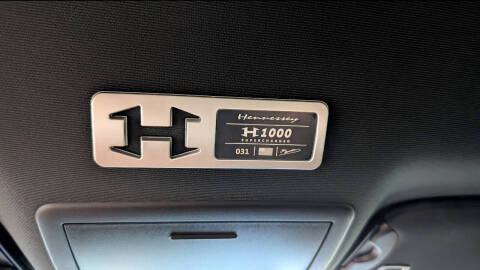 H
Hennessey
H1000
SUPERCHARGED
031